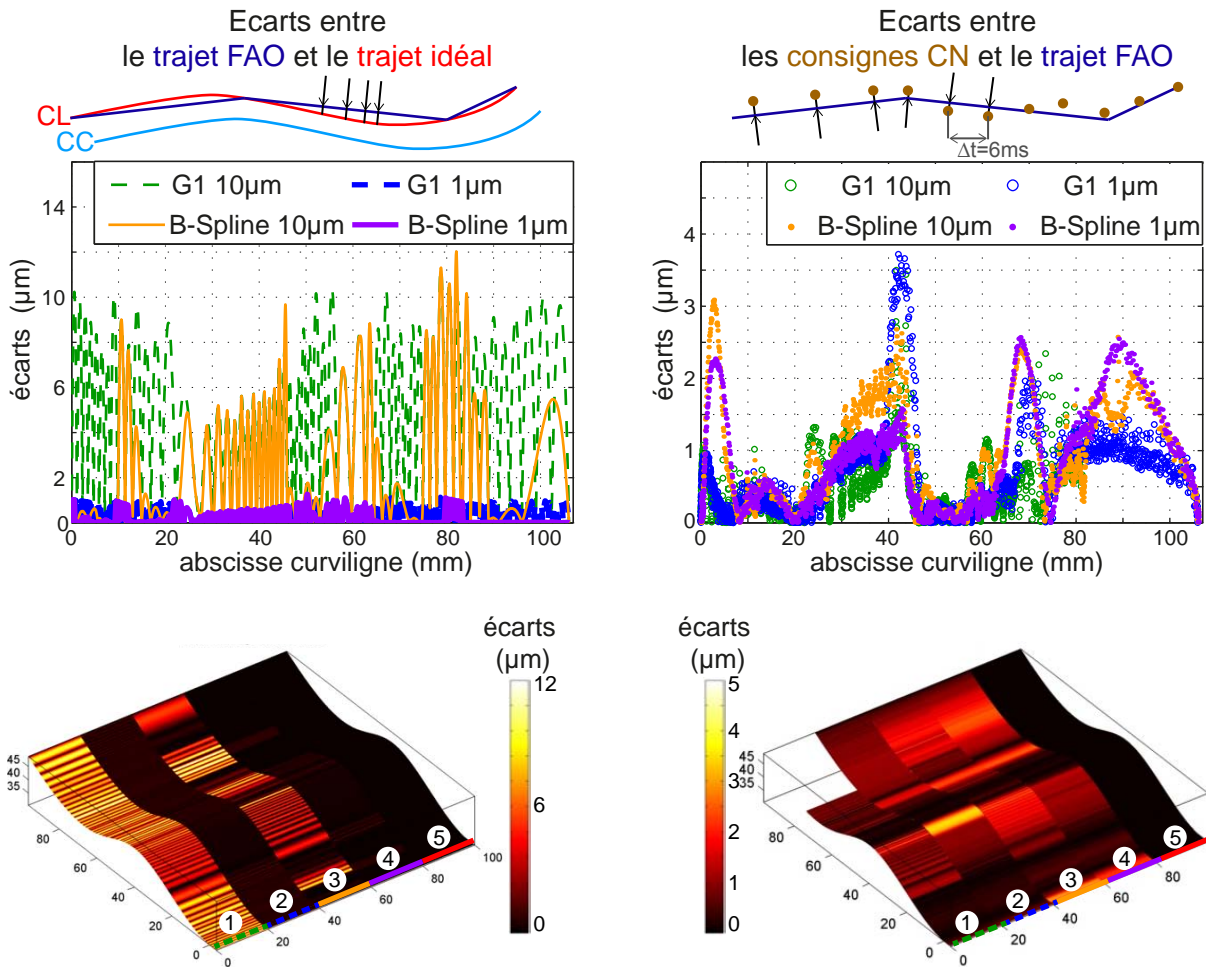 Ecarts entre
le trajet FAO et le trajet idéal
CL
CC
G1 10µm
G1 1µm
B-Spline 10µm
B-Spline 1µm
14
10
6
2
0
écarts (µm)
0 20 40 60 80 100
abscisse curviligne (mm)
Ecarts entre
les consignes CN et le trajet FAO
Δt=6ms
G1 10µm
G1 1µm
B-Spline 10µm
B-Spline 1µm
4
3
2
1
0
écarts (µm)
0 20 40 60 80 100
abscisse curviligne (mm)
écarts
(µm)
12
6
0
45
40
35
80
60
40
20
0
1 2 3 4 5
0 20 40 60 80 100
écarts
(µm)
5
4
3
2
1
0
45
40
35
80
60
40
20
0
1 2 3 4 5
0 20 40 60 80 100